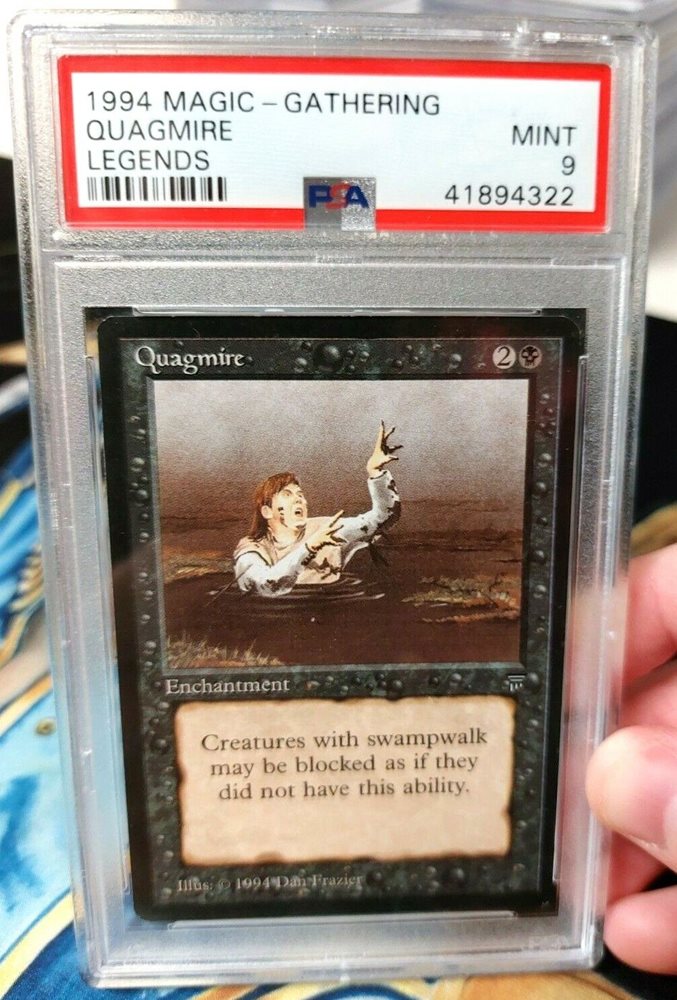 1994 MAGIC – GATHERING
QUAGMIRE MINT
LEGENDS 9
PSA 41894322
Quagmire 2
Enchantment
Creatures with swampwalk
may be blocked as if they
did not have this ability.
Illus: © 1994 Dan Frazier